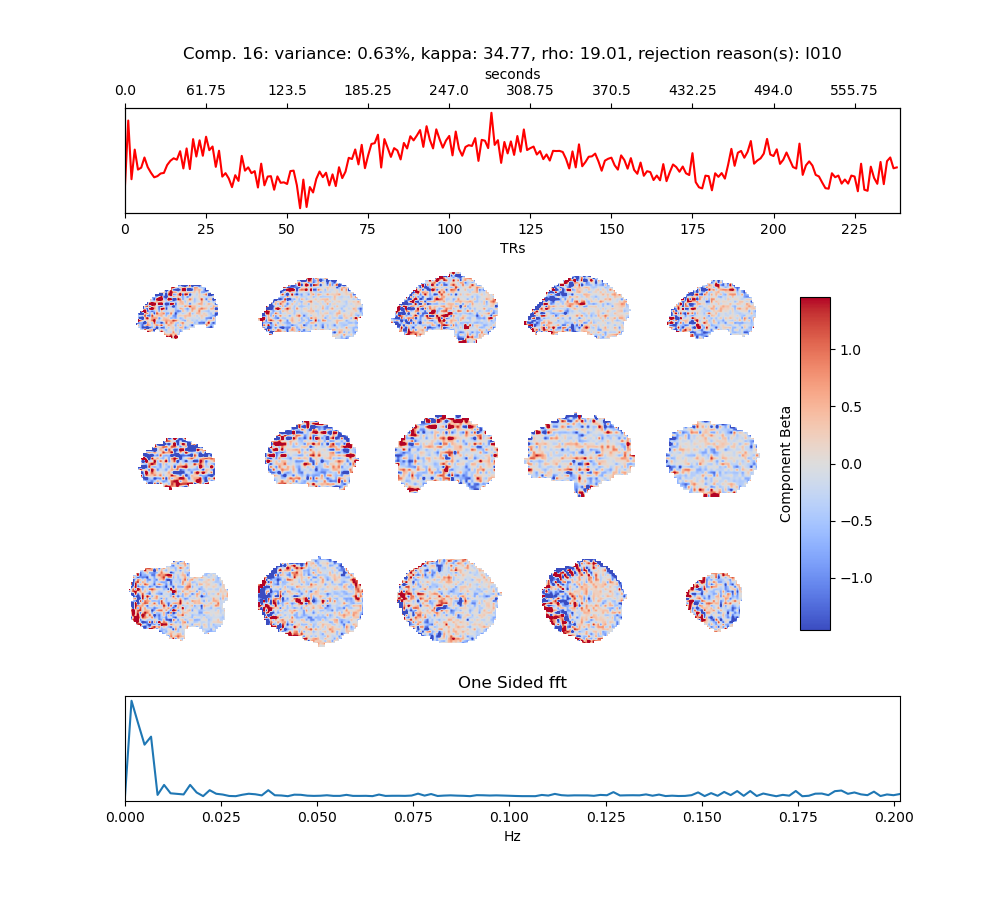 Comp. 16: variance: 0.63%, kappa: 34.77, rho: 19.01, rejection reason(s): I010
seconds
0.0 61.75 123.5 185.25 247.0 308.75 370.5 432.25 494.0 555.75
0 25 50 75 100 125 150 175 200 225
TRs
1.0
0.5
0.0
−0.5
−1.0
Component Beta
One Sided fft
0.000 0.025 0.050 0.075 0.100 0.125 0.150 0.175 0.200
Hz